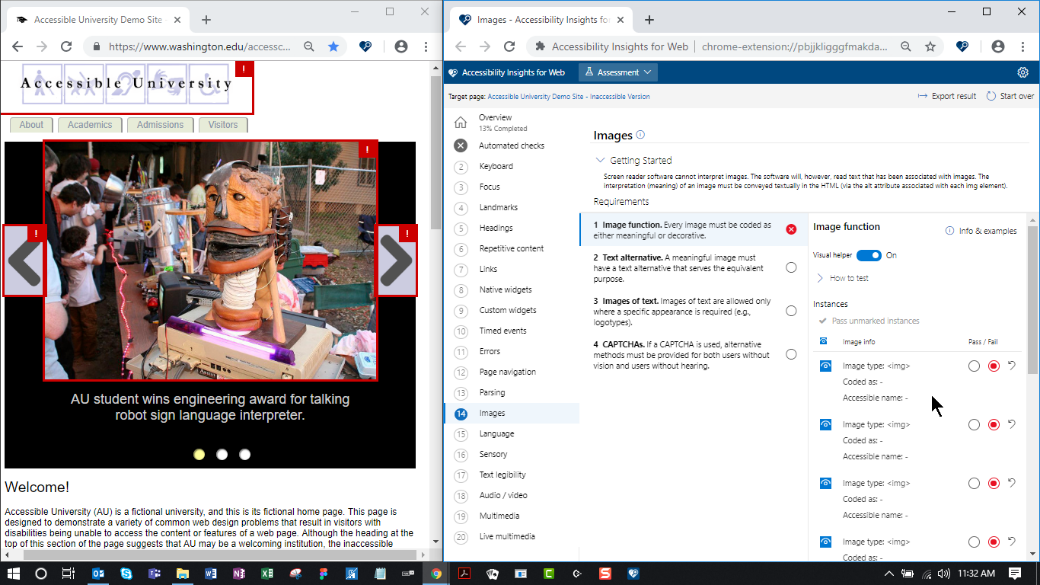 Accessible University Demo Site
https://www.washington.edu/accessc...
Accessible University
!
About
Academics
Admissions
Visitors
!
!
!
AU student wins engineering award for talking
robot sign language interpreter.
Welcome!
Accessible University (AU) is a fictional university, and this is its fictional home page. This page is
designed to demonstrate a variety of common web design problems that result in visitors with
disabilities being unable to access the content or features of a web page. Although the heading at the
top of this section of the page suggests that AU may be a welcoming institution, the inaccessible
Images - Accessibility Insights fo
Accessibility Insights for Web | chrome-extension://pbjjkligggfmakda...
Accessibility Insights for Web
Assessment
Target page: Accessible University Demo Site - Inaccessible Version
Export result
Start over
Overview
13% Completed
Automated checks
2 Keyboard
3 Focus
4 Landmarks
5 Headings
6 Repetitive content
7 Links
8 Native widgets
9 Custom widgets
10 Timed events
11 Errors
12 Page navigation
13 Parsing
14 Images
15 Language
16 Sensory
17 Text legibility
18 Audio / video
19 Multimedia
20 Live multimedia
Images
Getting Started
Screen reader software cannot interpret images. The software will, however, read text that has been associated with images. The
interpretation (meaning) of an image must be conveyed textually in the HTML (via the alt attribute associated with each img element).
Requirements
1 Image function. Every image must be coded as
either meaningful or decorative.
2 Text alternative. A meaningful image must
have a text alternative that serves the equivalent
purpose.
3 Images of text. Images of text are allowed only
where a specific appearance is required (e.g.,
logotypes).
4 CAPTCHAs. If a CAPTCHA is used, alternative
methods must be provided for both users without
vision and users without hearing.
Image function
Info & examples
Visual helper
On
How to test
Instances
Pass unmarked instances
Image info
Pass / Fail
Image type: <img>
Coded as: -
Accessible name: -
Image type: <img>
Coded as: -
Accessible name: -
Image type: <img>
Coded as: -
Accessible name: -
Image type: <img>
Coded as: -
11:32 AM